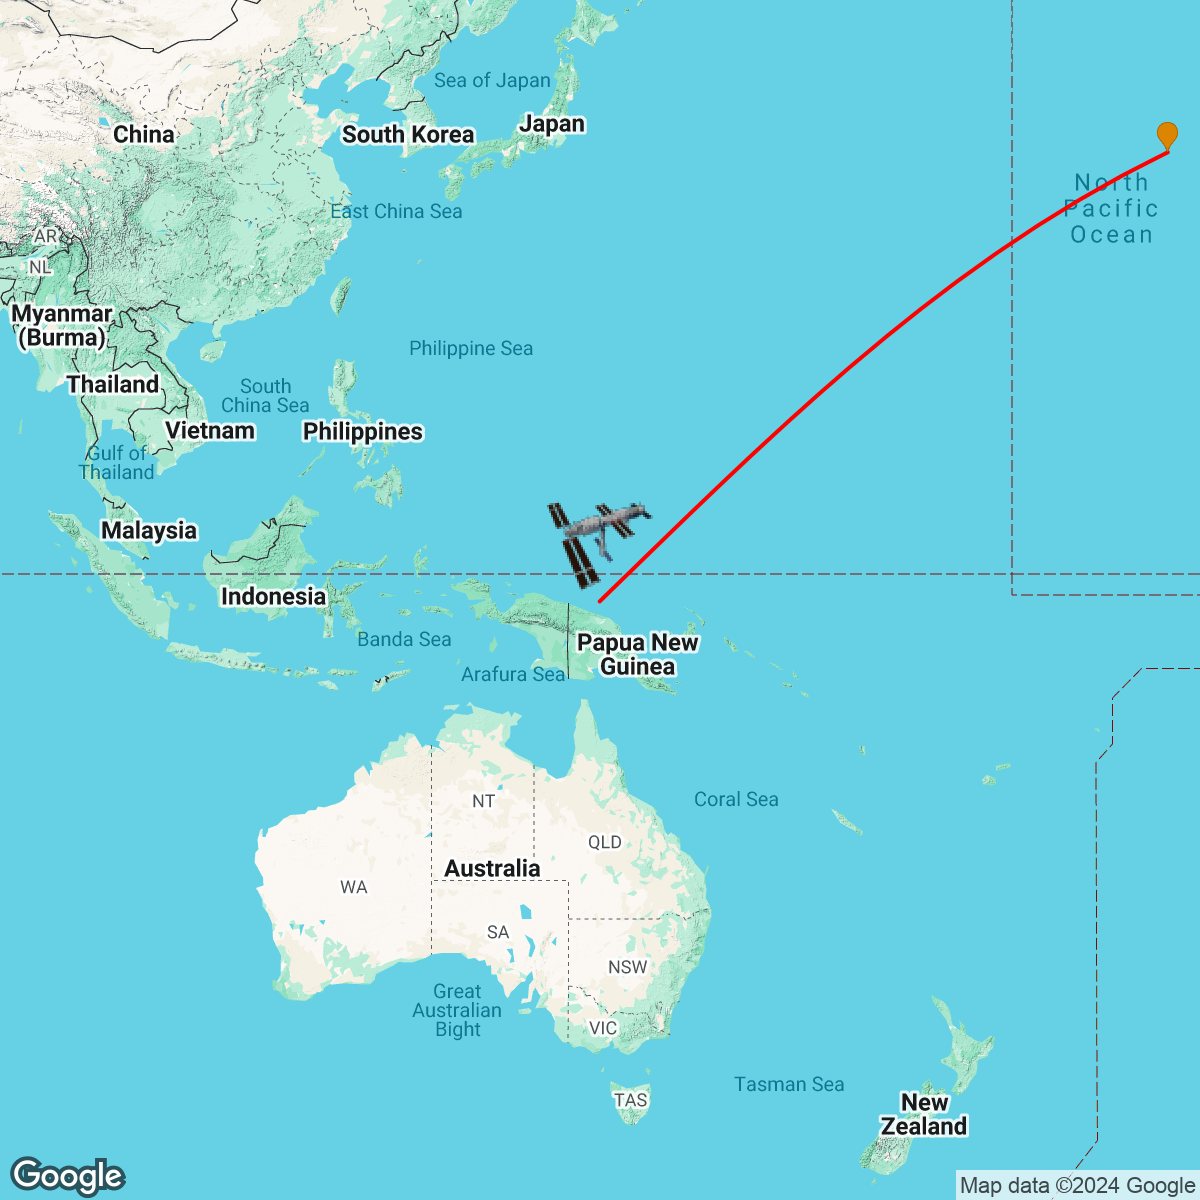 Sea of Japan
China
South Korea
Japan
North
Pacific
Ocean
East China Sea
AR
NL
Myanmar
(Burma)
Philippine Sea
Thailand
South
China Sea
Vietnam
Philippines
Gulf of
Thailand
Malaysia
Indonesia
Banda Sea
Papua New
Guinea
Arafura Sea
NT
Coral Sea
QLD
Australia
WA
SA
NSW
Great
Australian
Bight
VIC
Tasman Sea
TAS
New
Zealand
Google
Map data ©2024 Google